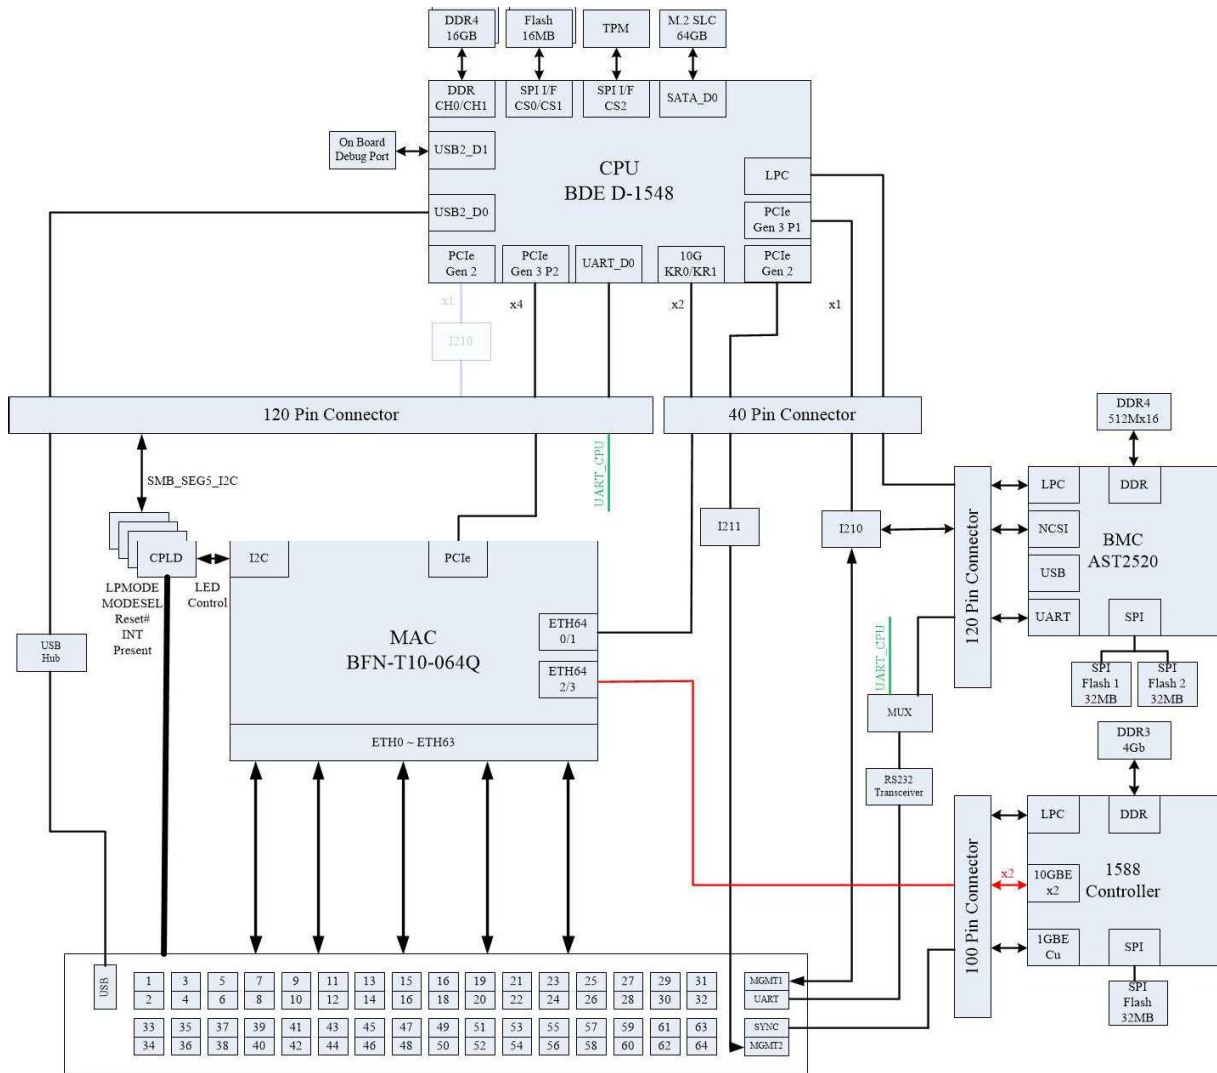 DDR4
16GB
Flash
16MB
TPM
M.2 SLC
64GB
DDR
CH0/CH1
SPI I/F
CS0/CS1
SPI I/F
CS2
SATA_D0
On Board
Debug Port
USB2_D1
CPU
BDE D-1548
LPC
USB2_D0
PCIe
Gen 3 P1
PCIe
Gen 2
PCIe
Gen 3 P2
UART_D0
10G
KR0/KR1
PCIe
Gen 2
x1
x4
x2
x1
I210
120 Pin Connector
40 Pin Connector
DDR4
512Mx16
SMB_SEG5_I2C
UART_CPU
I211
I210
120 Pin Connector
LPC
DDR
NCSI
BMC
AST2520
USB
UART
SPI
SPI
Flash 1
32MB
SPI
Flash 2
32MB
CPLD
I2C
PCIe
LPMODE
MODESEL
Reset#
INT
Present
LED
Control
MAC
BFN-T10-064Q
ETH64
0/1
ETH64
2/3
ETH0 ~ ETH63
USB
Hub
UART_CPU
MUX
RS232
Transceiver
DDR3
4Gb
100 Pin Connector
LPC
DDR
x2
10GBE
x2
1588
Controller
1GBE
Cu
SPI
SPI
Flash
32MB
USB
1 3 5 7 9 11 13 15 16 19 21 23 25 27 29 31
2 4 6 8 10 12 14 16 18 20 22 24 26 28 30 32
MGMT1
UART
33 35 37 39 41 43 45 47 49 51 53 55 57 59 61 63
34 36 38 40 42 44 46 48 50 52 54 56 58 60 62 64
SYNC
MGMT2